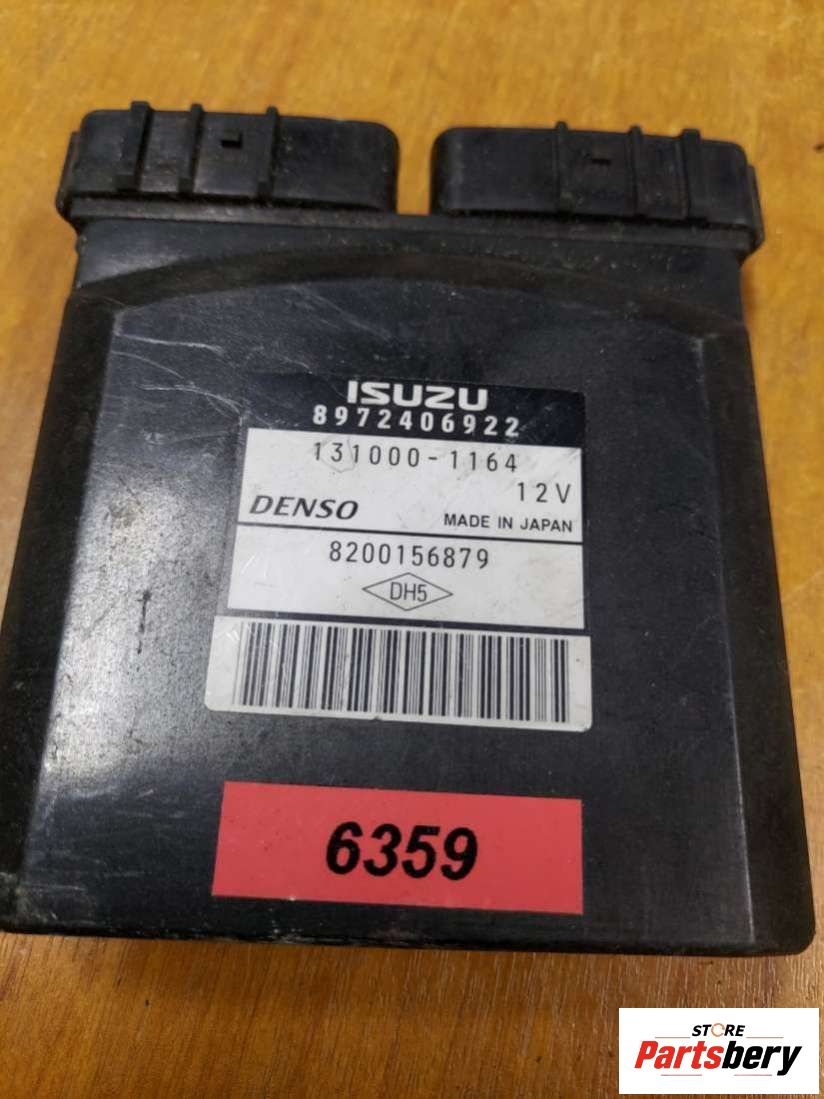 ISUZU
8972406922
131000-1164
12V
DENSO MADE IN JAPAN
8200156879
DH5
6359
STORE
Partsbery